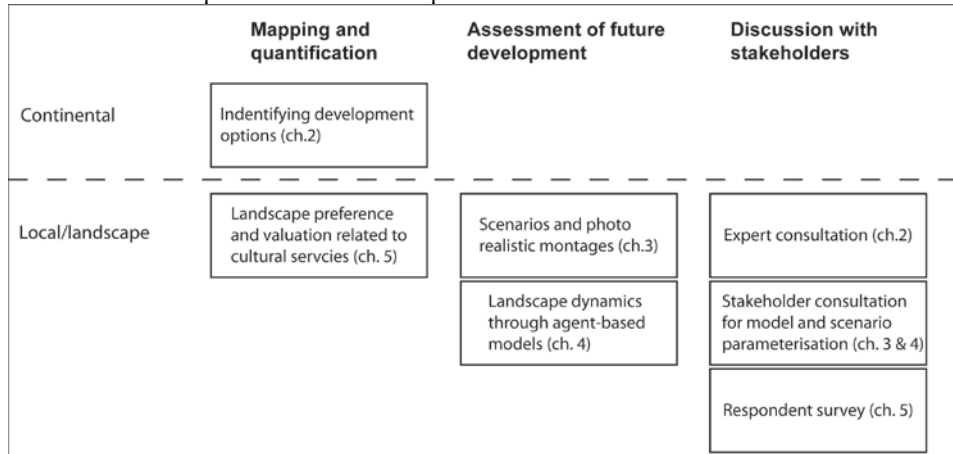 Mapping and
quantification
Assessment of future
development
Discussion with
stakeholders
Continental
Indentifying development
options (ch.2)
Local/landscape
Landscape preference
and valuation related to
cultural servcies (ch. 5)
Scenarios and photo
realistic montages (ch.3)
Expert consultation (ch.2)
Landscape dynamics
through agent-based
models (ch. 4)
Stakeholder consultation
for model and scenario
parameterisation (ch. 3 & 4)
Respondent survey (ch. 5)